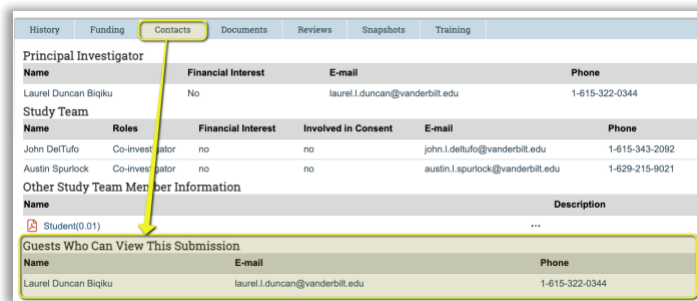 History Funding Contacts Documents Reviews Snapshots Training
Principal Investigator
Name Financial Interest E-mail Phone
Laurel Duncan Biqiku No laurel.l.duncan@vanderbilt.edu 1-615-322-0344
Study Team
Name Roles Financial Interest Involved in Consent E-mail Phone
John DelTufo Co-investigator no no john.l.deltufo@vanderbilt.edu 1-615-343-2092
Austin Spurlock Co-investigator no no austin.l.spurlock@vanderbilt.edu 1-629-215-9021
Other Study Team Member Information
Name Description
Student(0.01) ...
Guests Who Can View This Submission
Name E-mail Phone
Laurel Duncan Biqiku laurel.l.duncan@vanderbilt.edu 1-615-322-0344